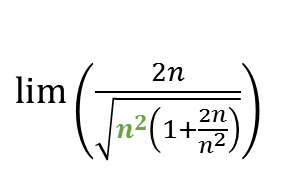 lim ( 2n / √(n²(1+2n/n²)) )